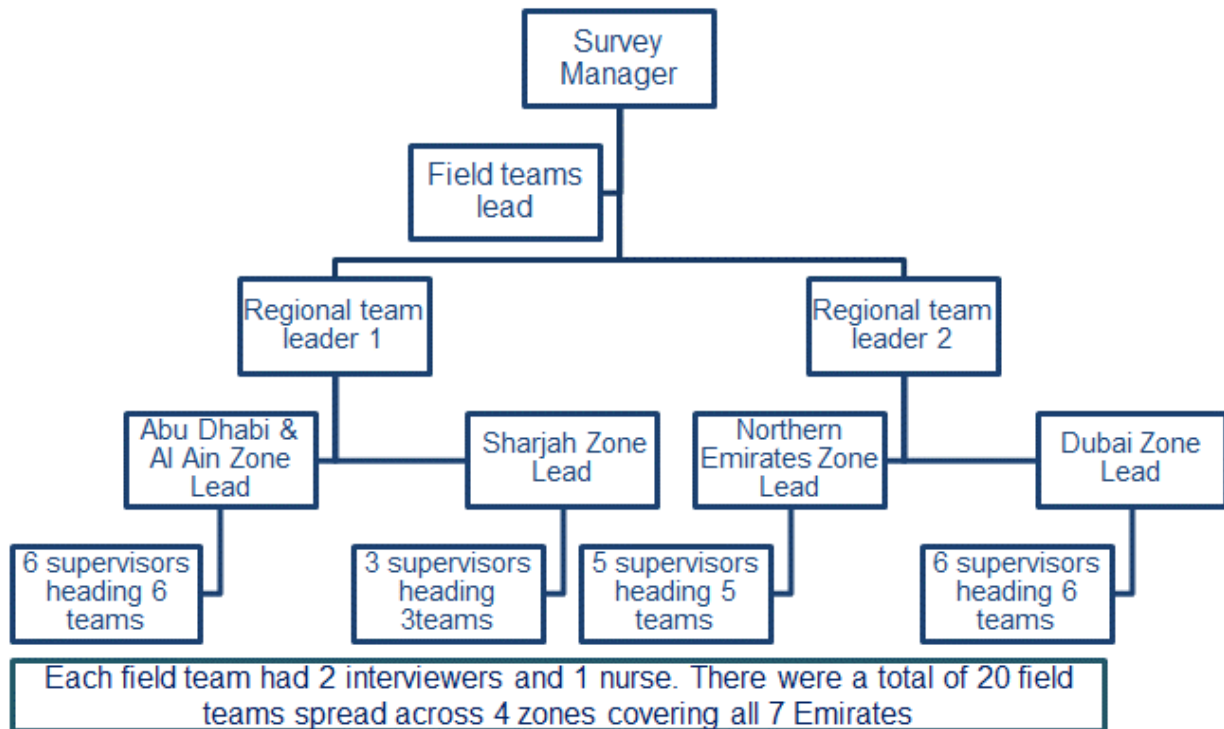 Survey
Manager
Field teams
lead
Regional team
leader 1
Regional team
leader 2
Abu Dhabi &
Al Ain Zone
Lead
Sharjah Zone
Lead
Northern
Emirates Zone
Lead
Dubai Zone
Lead
6 supervisors
heading 6
teams
3 supervisors
heading
3teams
5 supervisors
heading 5
teams
6 supervisors
heading 6
teams
Each field team had 2 interviewers and 1 nurse. There were a total of 20 field
teams spread across 4 zones covering all 7 Emirates